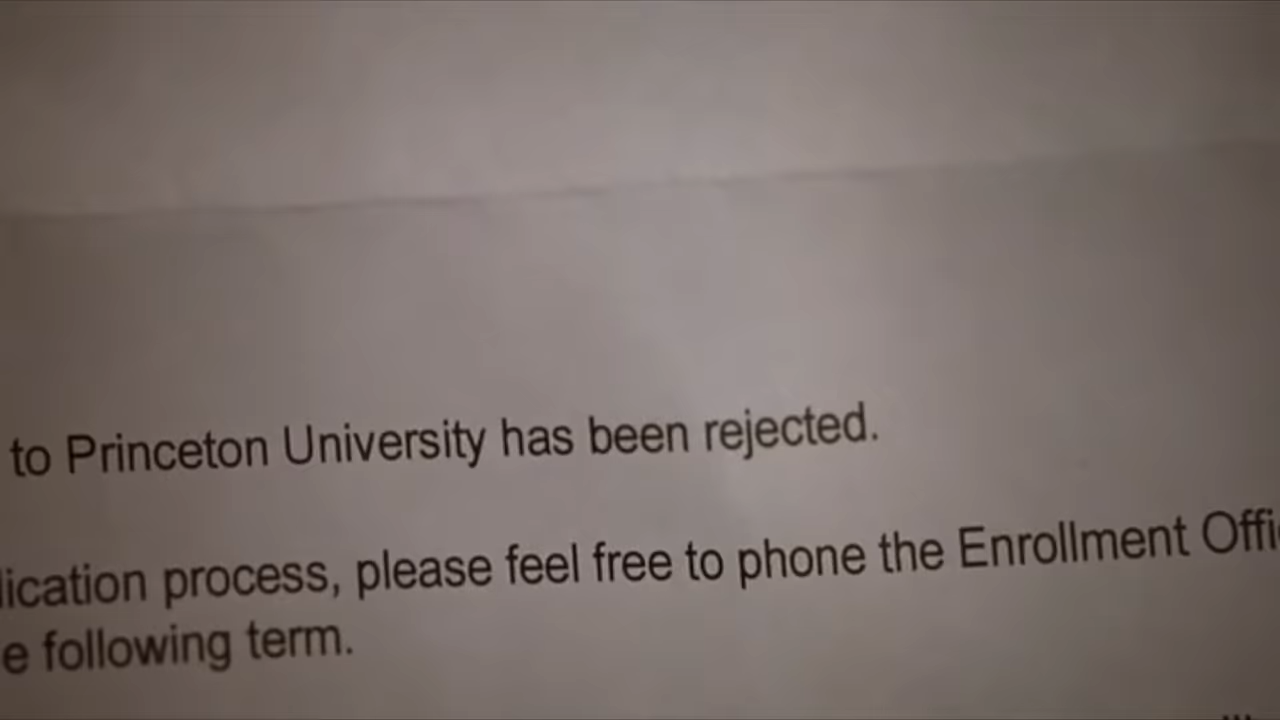 to Princeton University has been rejected.
lication process, please feel free to phone the Enrollment Offi
e following term.